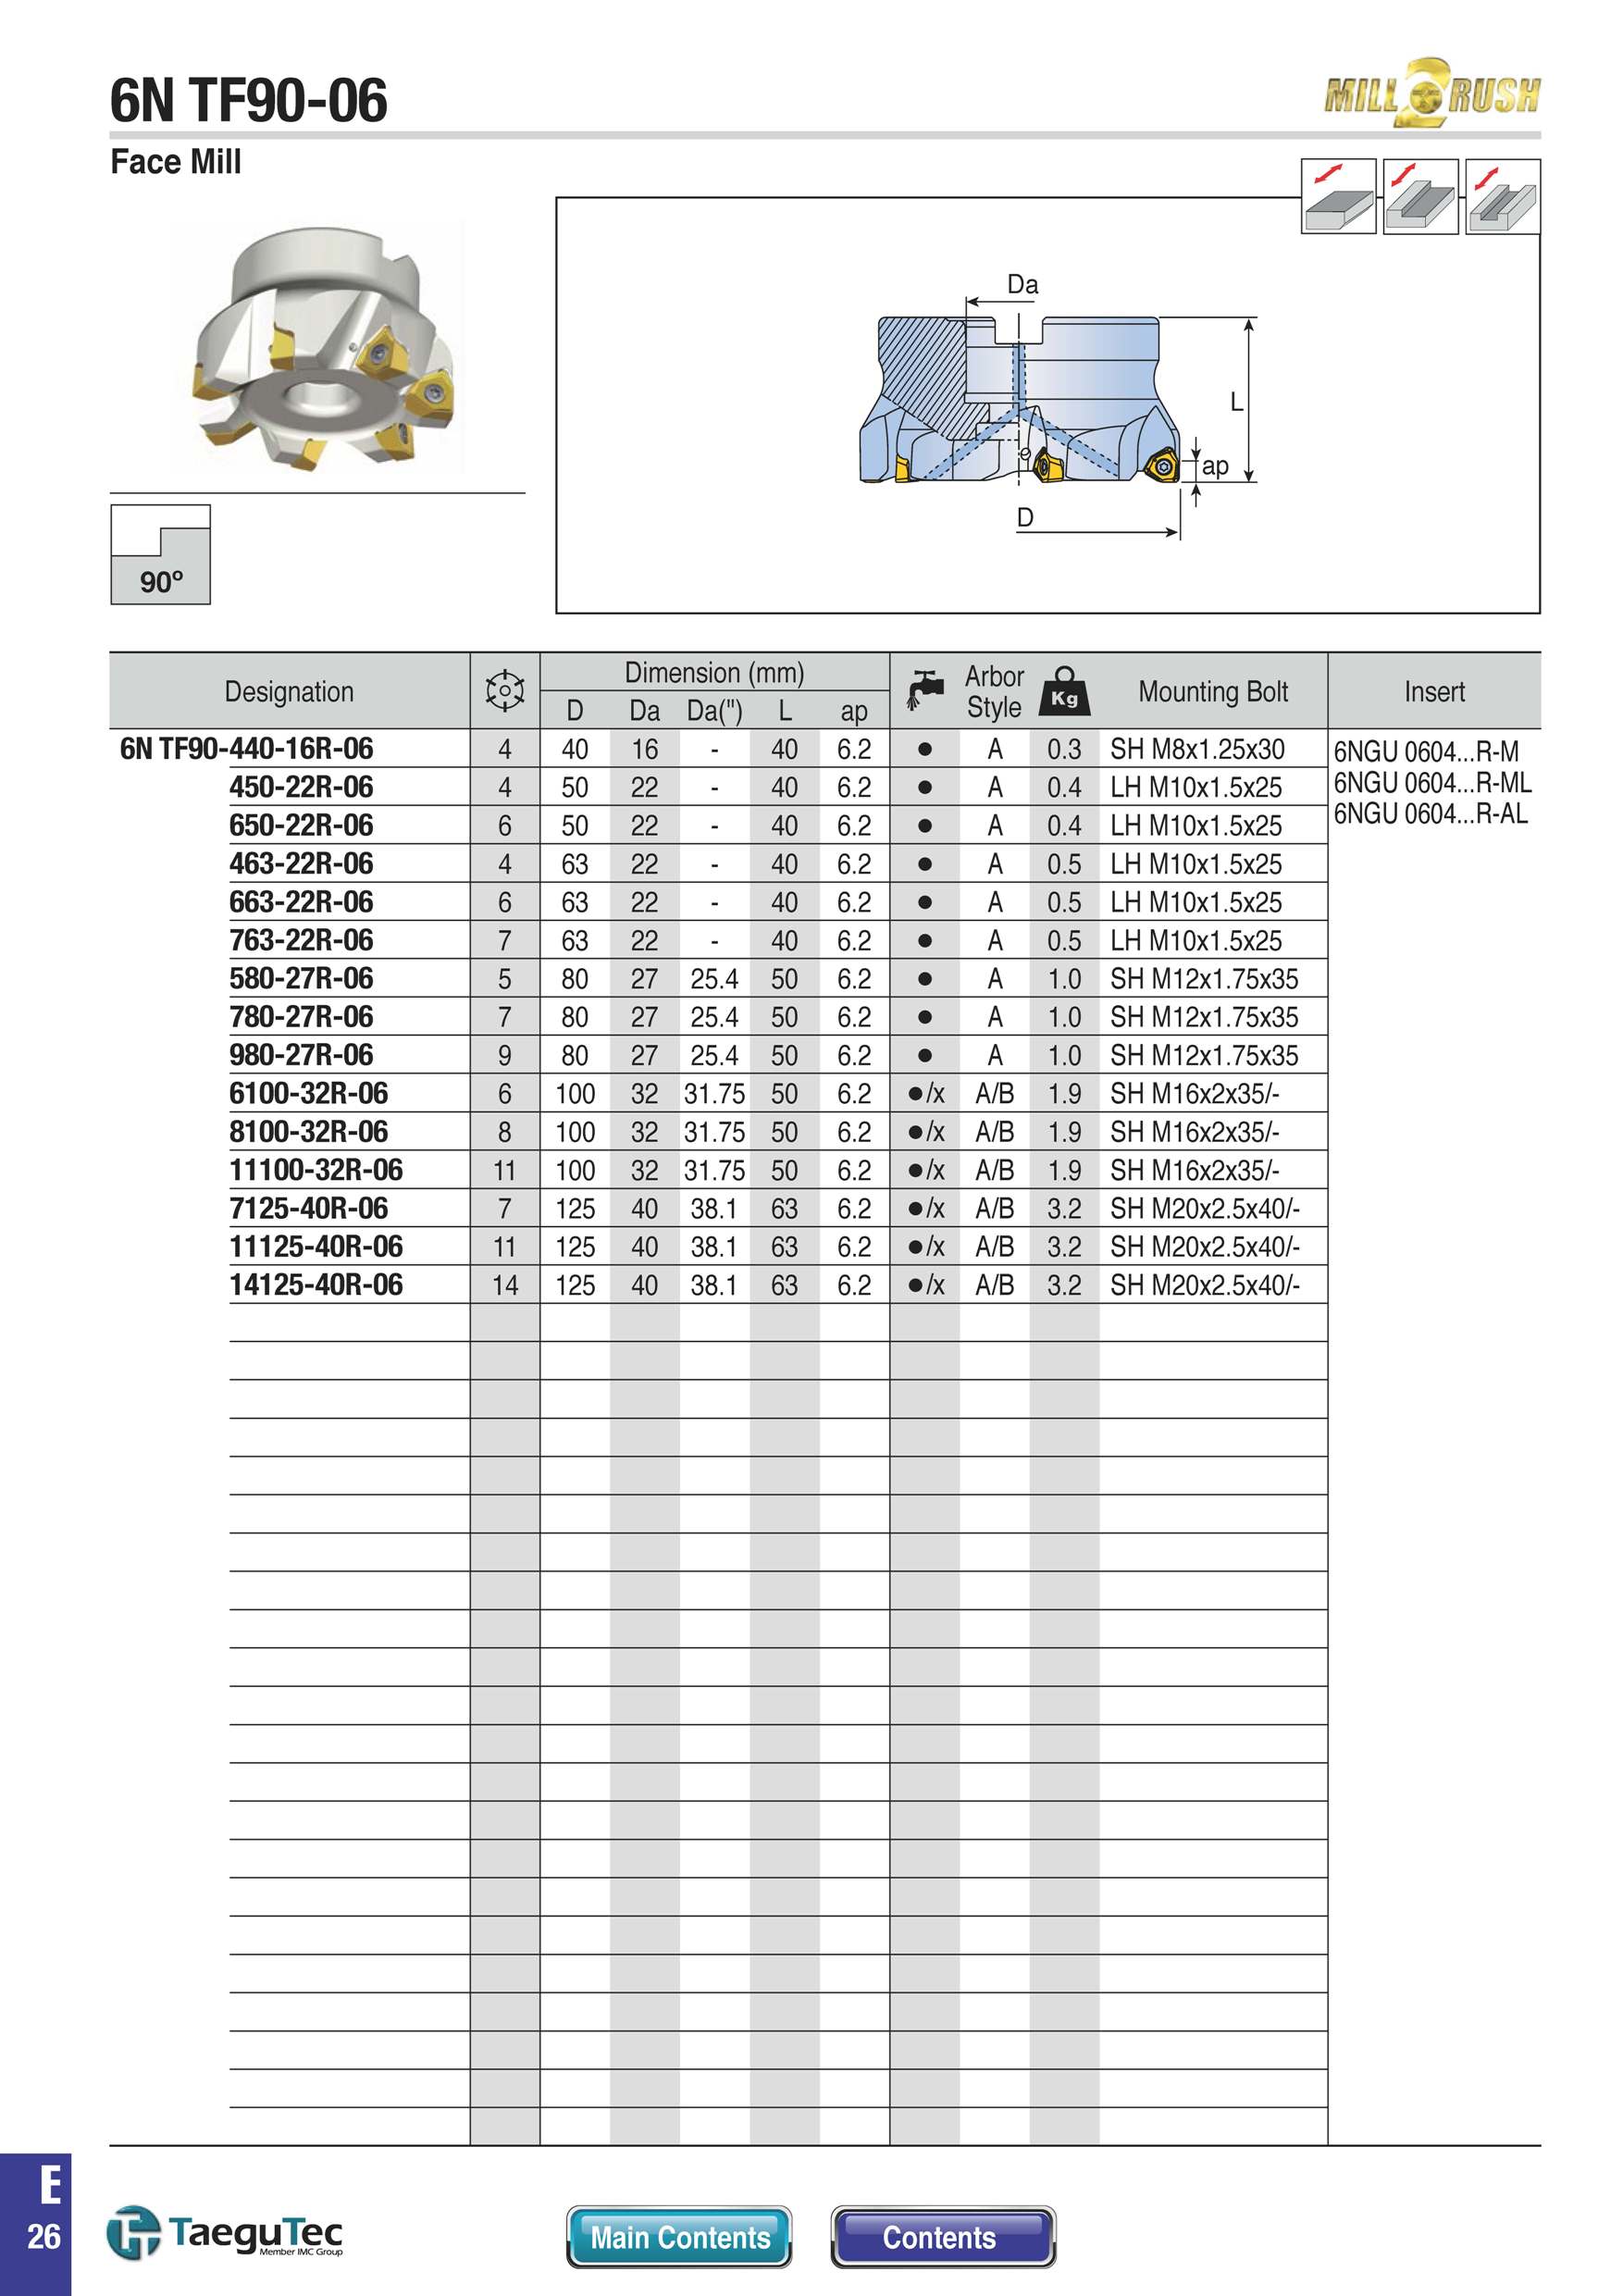 6N TF90-06
MILL 2 RUSH
Face Mill
Da
L
ap
D
90º
Designation Dimension (mm) Arbor Style Kg Mounting Bolt Insert
D Da Da(") L ap
6N TF90-440-16R-06 4 40 16 - 40 6.2 ● A 0.3 SH M8x1.25x30 6NGU 0604...R-M
450-22R-06 4 50 22 - 40 6.2 ● A 0.4 LH M10x1.5x25 6NGU 0604...R-ML
650-22R-06 6 50 22 - 40 6.2 ● A 0.4 LH M10x1.5x25 6NGU 0604...R-AL
463-22R-06 4 63 22 - 40 6.2 ● A 0.5 LH M10x1.5x25
663-22R-06 6 63 22 - 40 6.2 ● A 0.5 LH M10x1.5x25
763-22R-06 7 63 22 - 40 6.2 ● A 0.5 LH M10x1.5x25
580-27R-06 5 80 27 25.4 50 6.2 ● A 1.0 SH M12x1.75x35
780-27R-06 7 80 27 25.4 50 6.2 ● A 1.0 SH M12x1.75x35
980-27R-06 9 80 27 25.4 50 6.2 ● A 1.0 SH M12x1.75x35
6100-32R-06 6 100 32 31.75 50 6.2 ●/x A/B 1.9 SH M16x2x35/-
8100-32R-06 8 100 32 31.75 50 6.2 ●/x A/B 1.9 SH M16x2x35/-
11100-32R-06 11 100 32 31.75 50 6.2 ●/x A/B 1.9 SH M16x2x35/-
7125-40R-06 7 125 40 38.1 63 6.2 ●/x A/B 3.2 SH M20x2.5x40/-
11125-40R-06 11 125 40 38.1 63 6.2 ●/x A/B 3.2 SH M20x2.5x40/-
14125-40R-06 14 125 40 38.1 63 6.2 ●/x A/B 3.2 SH M20x2.5x40/-
E
26
TaeguTec
Member IMC Group
Main Contents
Contents